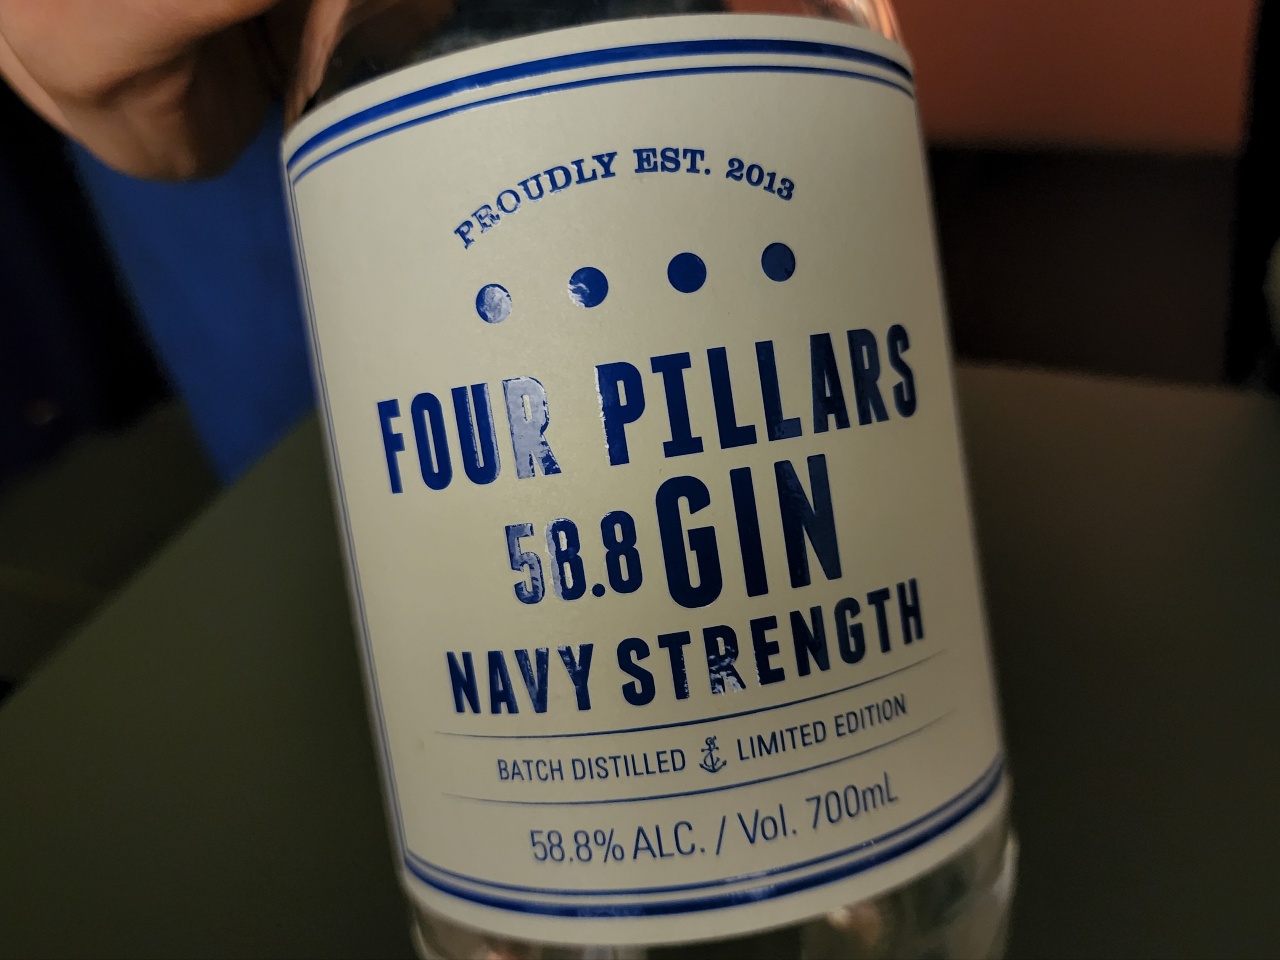 PROUDLY EST. 2013
FOUR PILLARS
58.8 GIN
NAVY STRENGTH
BATCH DISTILLED LIMITED EDITION
58.8% ALC. / Vol. 700mL